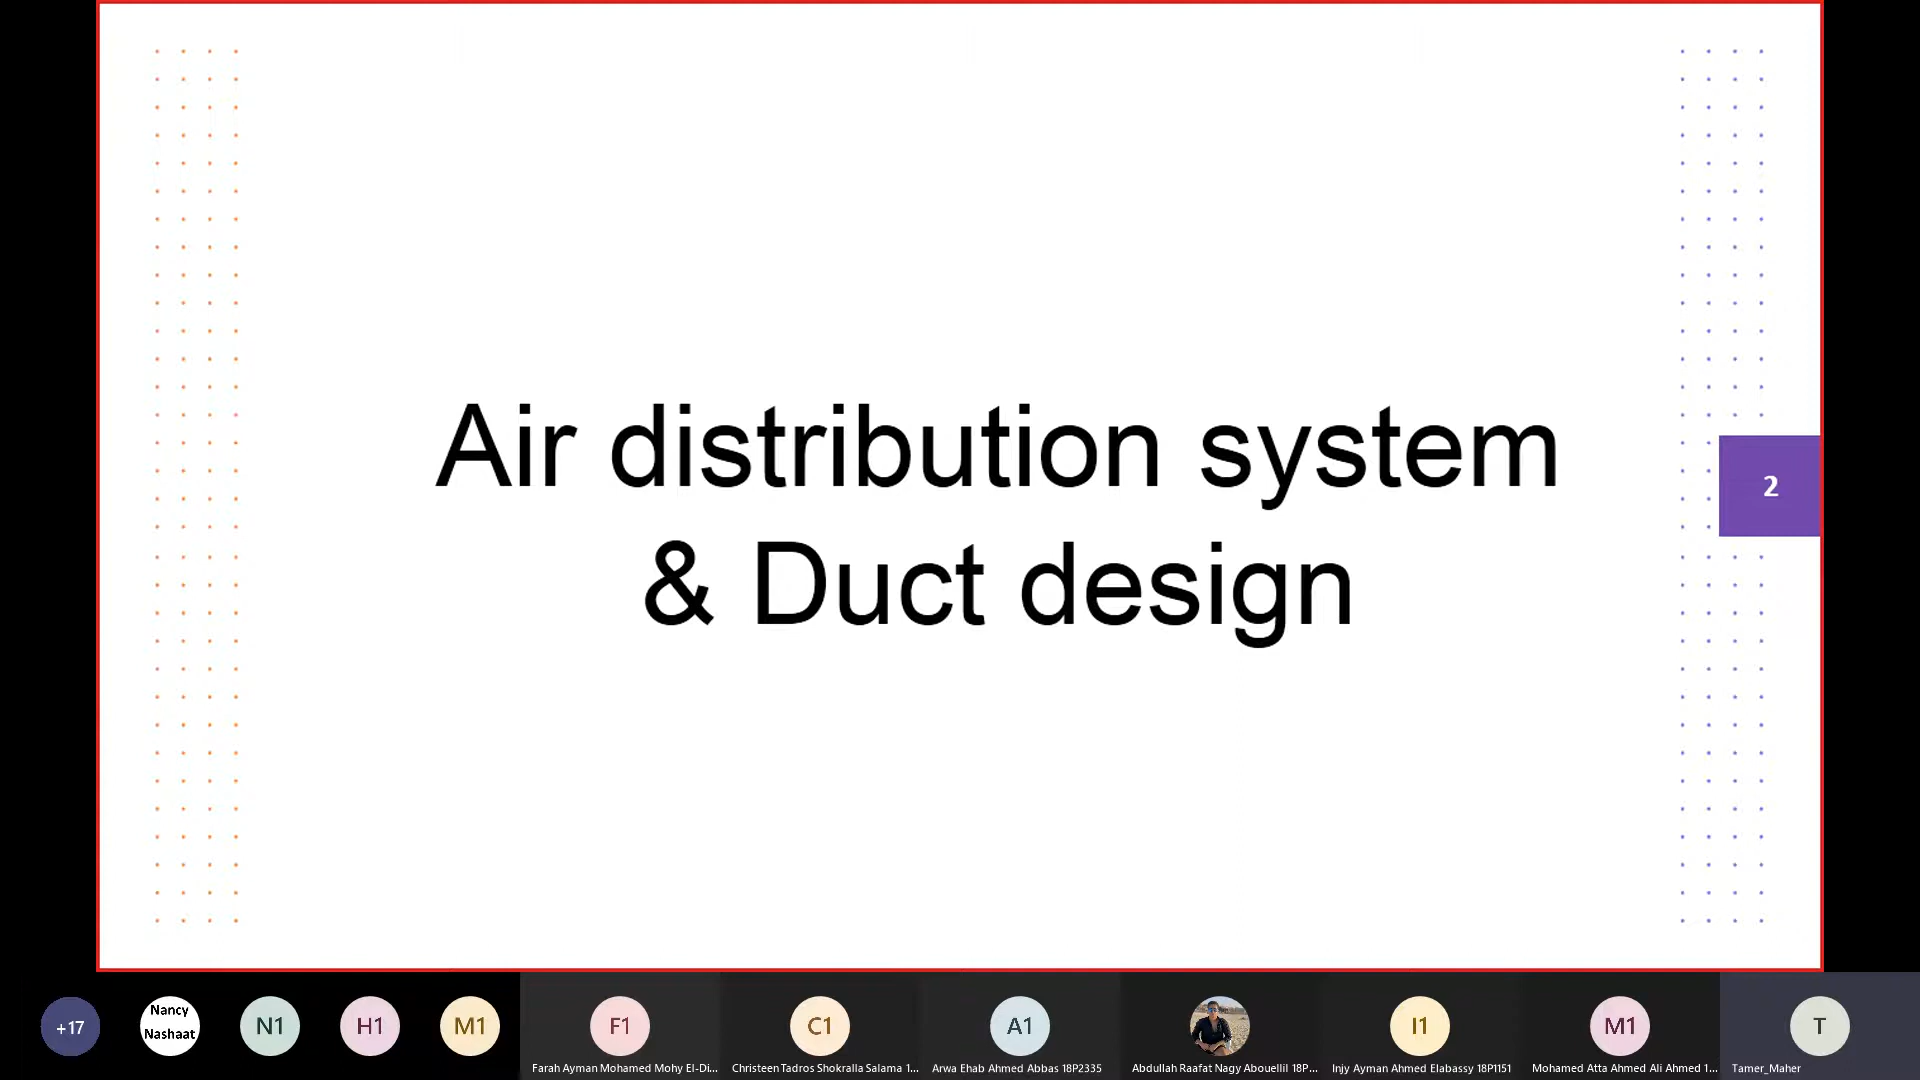 Air distribution system
& Duct design
2
+17
Nancy
Nashaat
N1
H1
M1
F1
C1
A1
I1
M1
T
Farah Ayman Mohamed Mohy El-Di...
Christeen Tadros Shokralla Salama 1...
Arwa Ehab Ahmed Abbas 18P2335
Abdullah Raafat Nagy Abouellil 18P...
Injy Ayman Ahmed Elabassy 18P1151
Mohamed Atta Ahmed Ali Ahmed 1...
Tamer_Maher